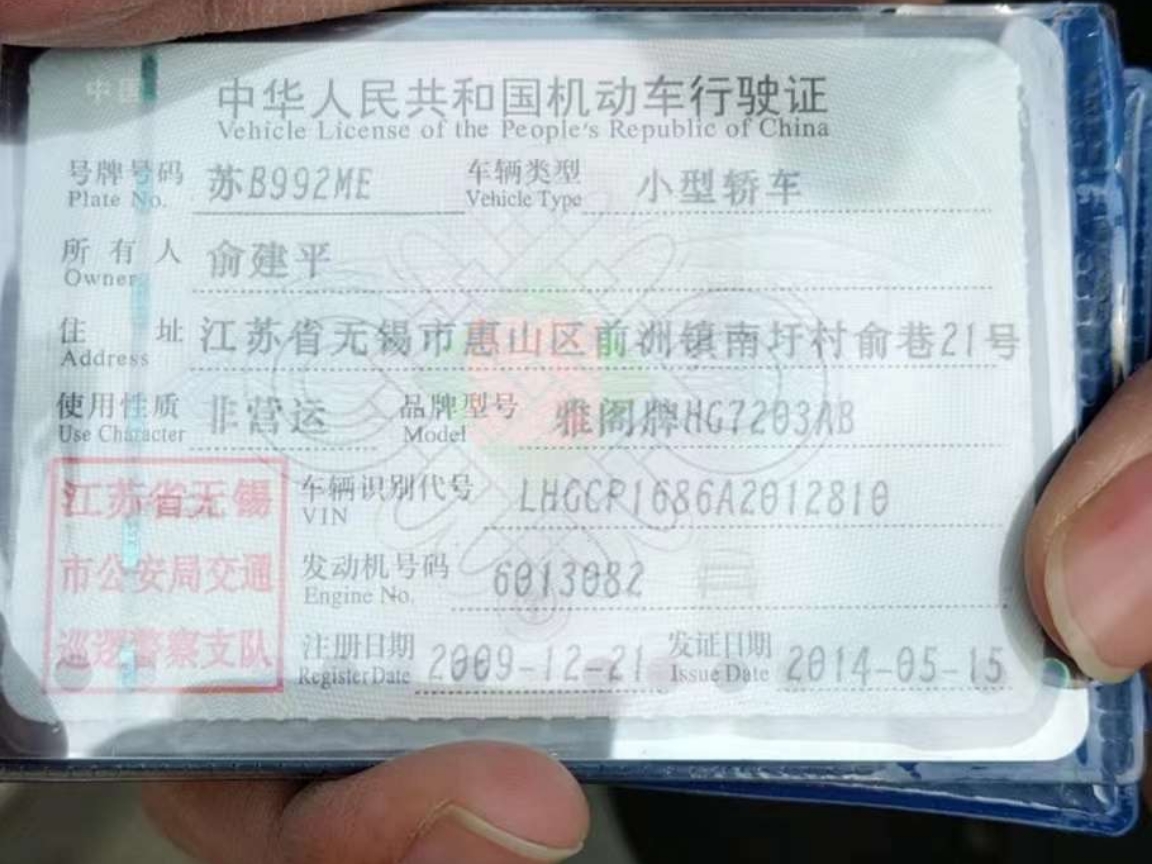 中国
中华人民共和国机动车行驶证
Vehicle License of the People's Republic of China
号牌号码 苏B992ME 车辆类型 小型轿车
Plate No. Vehicle Type
所有人 俞建平
Owner
住址 江苏省无锡市惠山区前洲镇南圩村俞巷21号
Address
使用性质 非营运 品牌型号 雅阁牌HG7203AB
Use Character Model
江苏省无锡 车辆识别代号 LHGCP1686A2012810
VIN
市公安局交通 发动机号码 6013082
Engine No.
巡逻警察支队 注册日期 2009-12-21 发证日期 2014-05-15
Register Date Issue Date